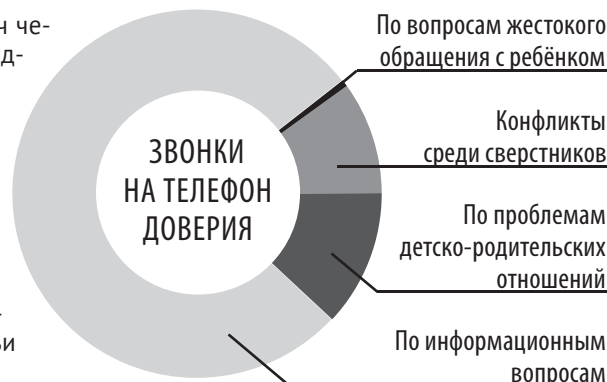 ч че-
д-
ЗВОНКИ
НА ТЕЛЕФОН
ДОВЕРИЯ
По вопросам жестокого
обращения с ребёнком
Конфликты
среди сверстников
По проблемам
детско-родительских
отношений
По информационным
вопросам